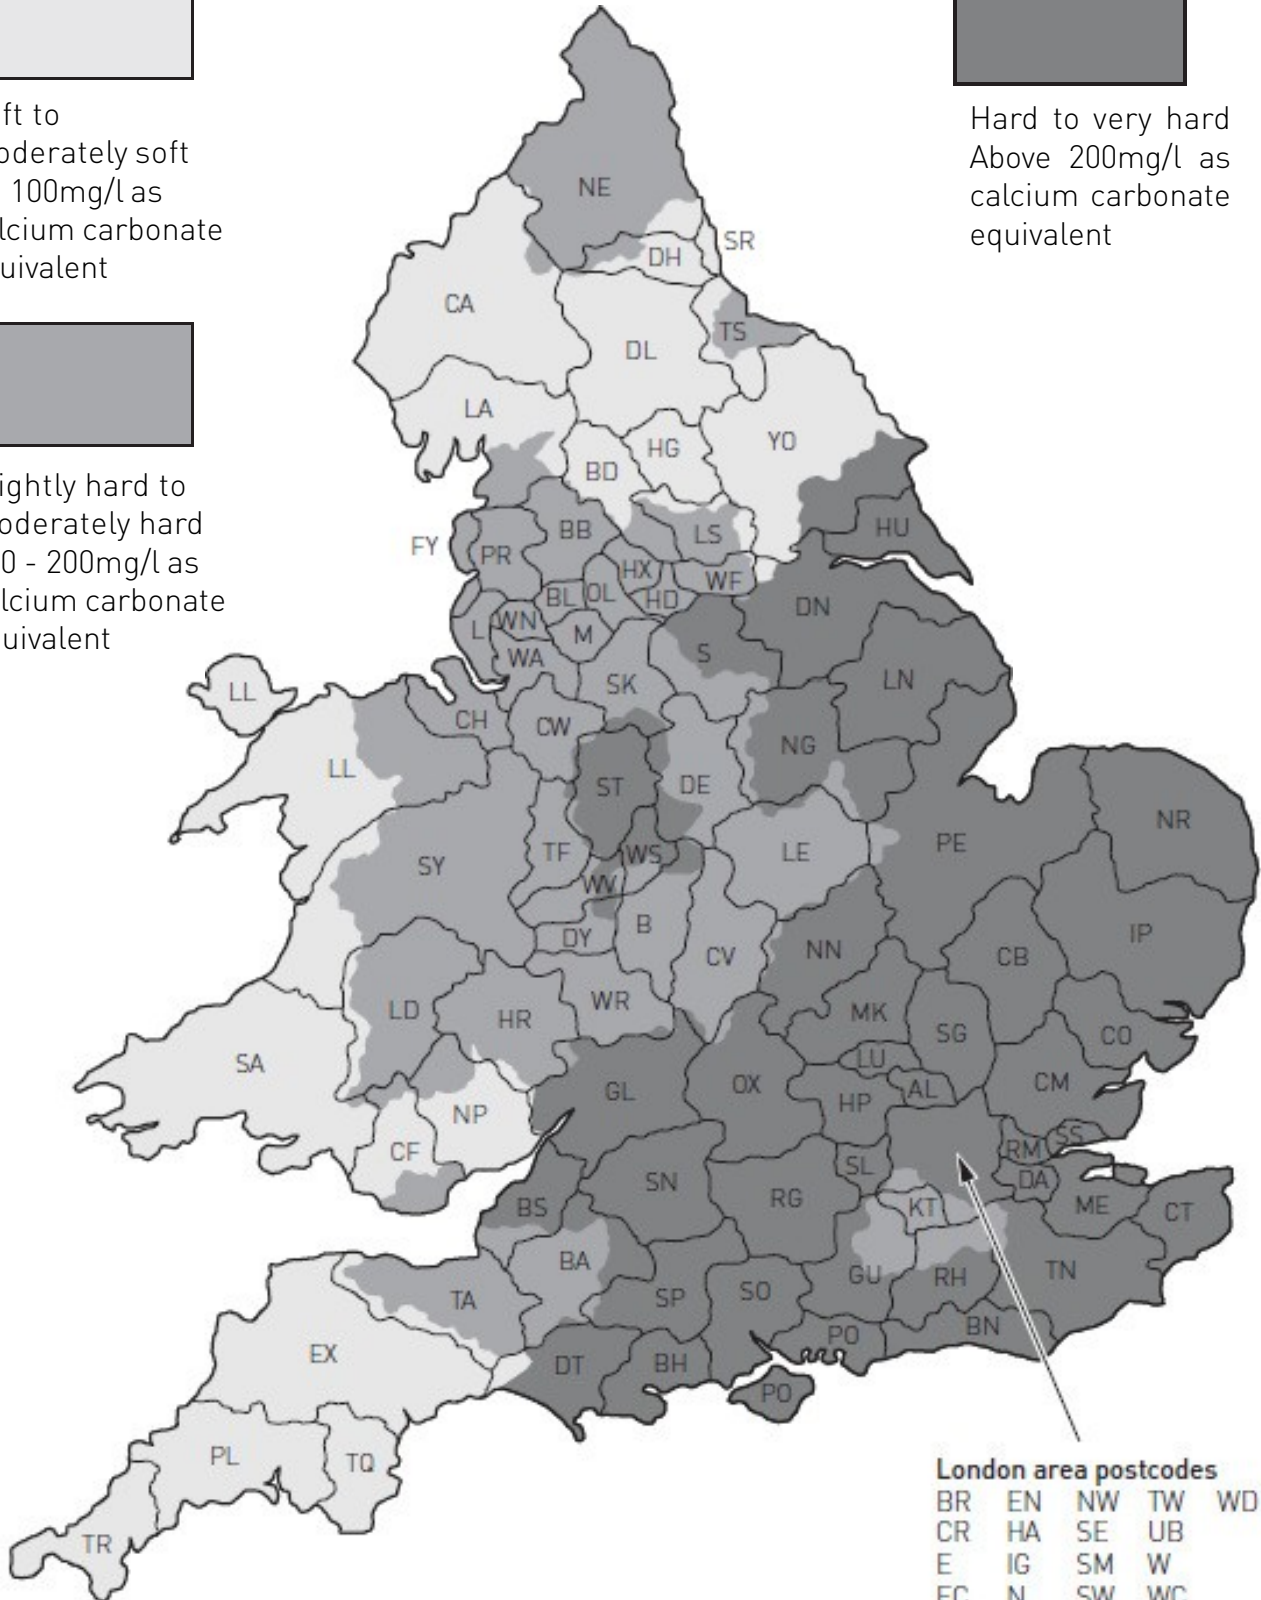 ft to
oderately soft
100mg/l as
lcium carbonate
uivalent
Hard to very hard
Above 200mg/l as
calcium carbonate
equivalent
ightly hard to
oderately hard
0 - 200mg/l as
lcium carbonate
uivalent
NE
SR
DH
CA
TS
DL
LA
YO
HG
BD
HU
LS
BB
FY
PR
HX
WF
OL
BL
HD
DN
WN
L
M
WA
S
SK
LN
LL
CH
CW
NG
LL
ST
DE
NR
PE
TF
WS
LE
SY
WV
B
IP
DY
NN
CV
CB
WR
LD
HR
MK
SG
CO
LU
SA
OX
CM
GL
AL
HP
NP
SS
CF
RM
SL
DA
SN
RG
BS
KT
ME
CT
BA
GU
RH
TN
SO
SP
TA
BN
PO
EX
DT
BH
PO
PL
TQ
TR
London area postcodes
BR EN NW TW WD
CR HA SE UB
E IG SM W
EC N SW WC